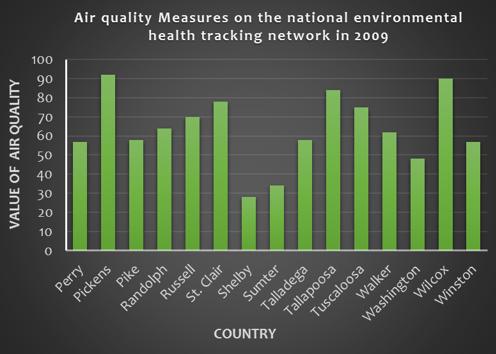 Air quality Measures on the national environmental
health tracking network in 2009
VALUE OF AIR QUALITY
100
90
80
70
60
50
40
30
20
10
0
Perry
Pickens
Pike
Randolph
Russell
St. Clair
Shelby
Sumter
Talladega
Tallapoosa
Tuscaloosa
Walker
Washington
Wilcox
Winston
COUNTRY